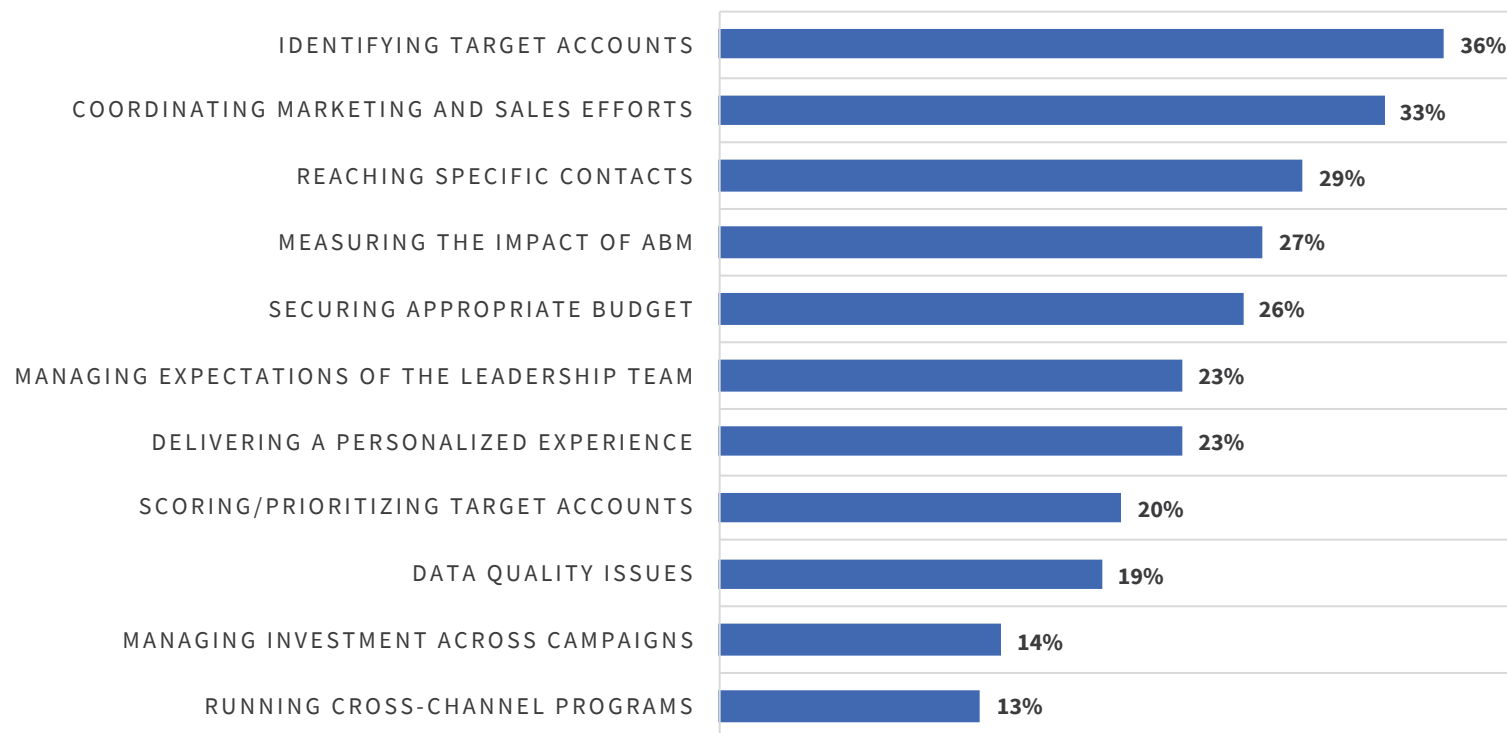 IDENTIFYING TARGET ACCOUNTS 36%
COORDINATING MARKETING AND SALES EFFORTS 33%
REACHING SPECIFIC CONTACTS 29%
MEASURING THE IMPACT OF ABM 27%
SECURING APPROPRIATE BUDGET 26%
MANAGING EXPECTATIONS OF THE LEADERSHIP TEAM 23%
DELIVERING A PERSONALIZED EXPERIENCE 23%
SCORING/PRIORITIZING TARGET ACCOUNTS 20%
DATA QUALITY ISSUES 19%
MANAGING INVESTMENT ACROSS CAMPAIGNS 14%
RUNNING CROSS-CHANNEL PROGRAMS 13%